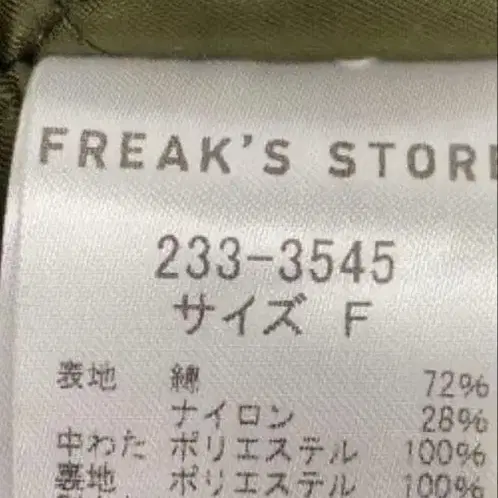 FREAK'S STORE
233-3545
サイズ F
表地 綿 72%
ナイロン 28%
中わた ポリエステル 100%
裏地 ポリエステル 100%